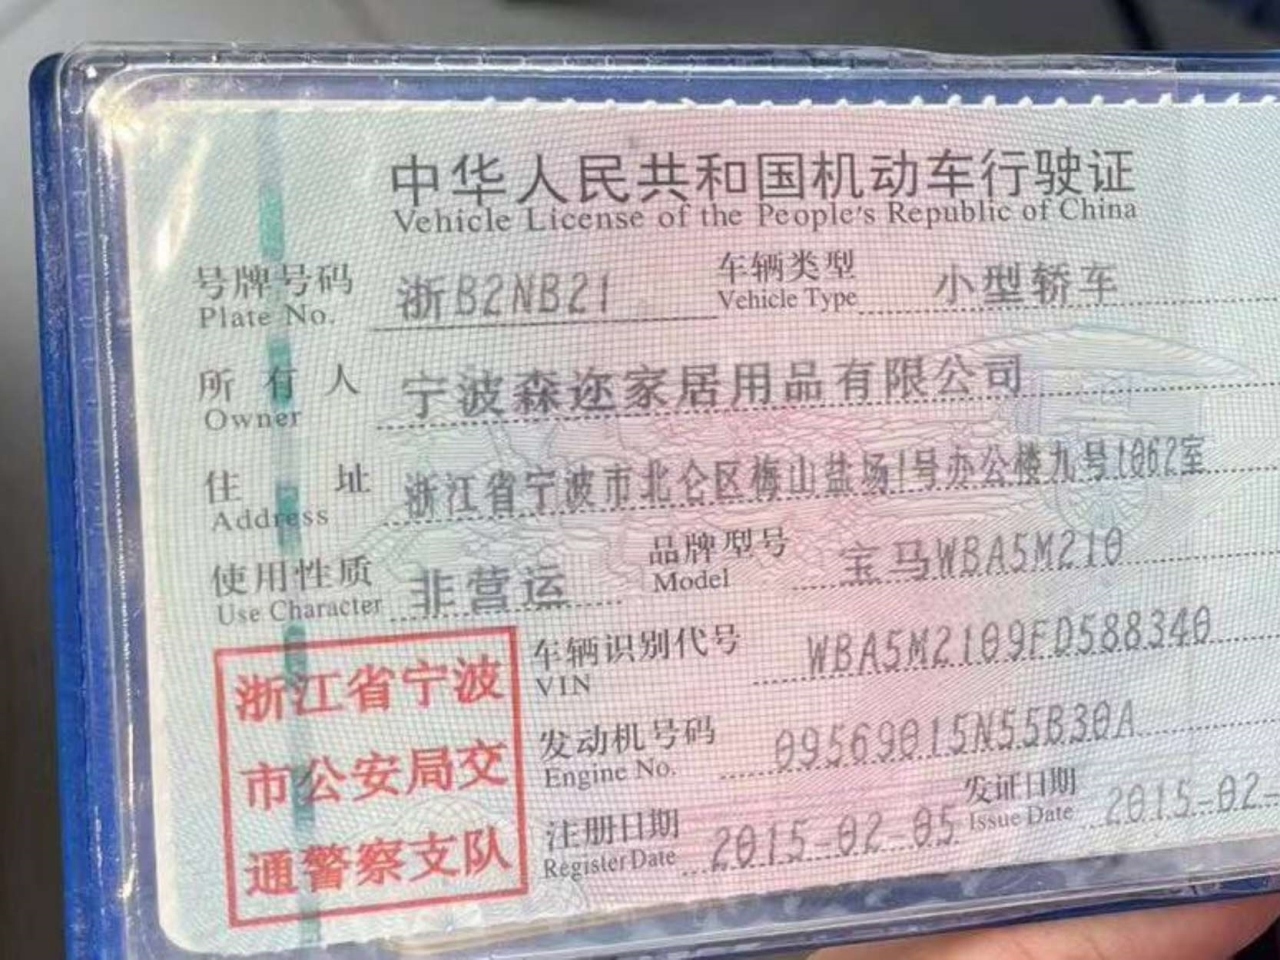 中华人民共和国机动车行驶证
Vehicle License of the People's Republic of China
号牌号码 浙B2NB21 车辆类型 小型轿车
Plate No. Vehicle Type
所有人 宁波森迩家居用品有限公司
Owner
住址 浙江省宁波市北仑区梅山盐场1号办公楼九号1062室
Address
使用性质 非营运 品牌型号 宝马WBA5M210
Use Character Model
车辆识别代号 WBA5M2109FD588340
VIN
发动机号码 09569015N55B30A
Engine No.
注册日期 2015-02-05 发证日期 2015-02-
Register Date Issue Date
浙江省宁波
市公安局交
通警察支队